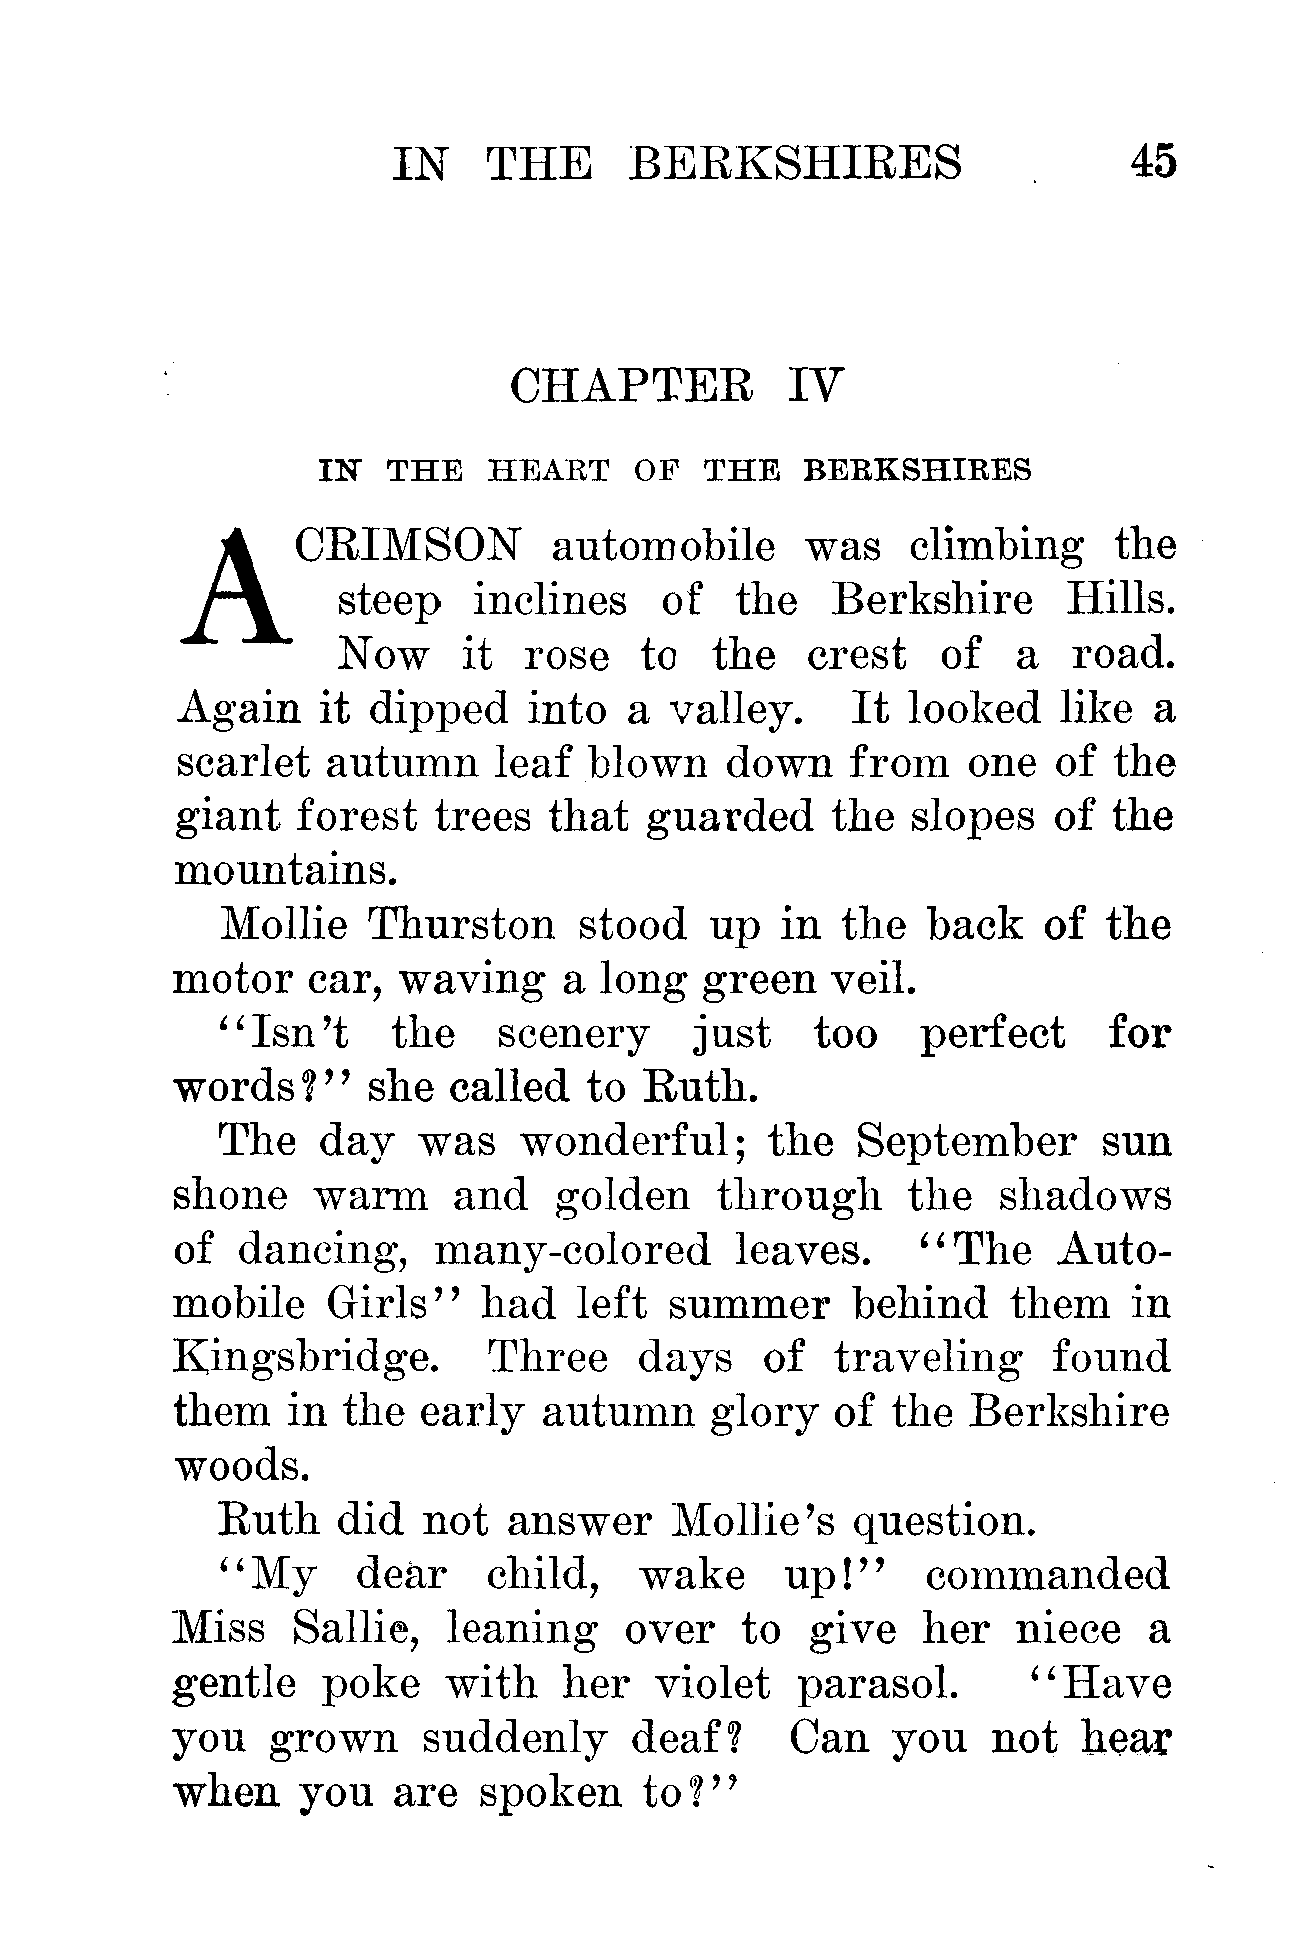 IN THE BERKSHIRES 45
CHAPTER IV
IN THE HEART OF THE BERKSHIRES
A CRIMSON automobile was climbing the
steep inclines of the Berkshire Hills.
Now it rose to the crest of a road.
Again it dipped into a valley. It looked like a
scarlet autumn leaf blown down from one of the
giant forest trees that guarded the slopes of the
mountains.
Mollie Thurston stood up in the back of the
motor car, waving a long green veil.
“Isn’t the scenery just too perfect for
words?” she called to Ruth.
The day was wonderful; the September sun
shone warm and golden through the shadows
of dancing, many-colored leaves. “The Auto-
mobile Girls” had left summer behind them in
Kingsbridge. Three days of traveling found
them in the early autumn glory of the Berkshire
woods.
Ruth did not answer Mollie’s question.
“My dear child, wake up!” commanded
Miss Sallie, leaning over to give her niece a
gentle poke with her violet parasol. “Have
you grown suddenly deaf? Can you not hear
when you are spoken to?”